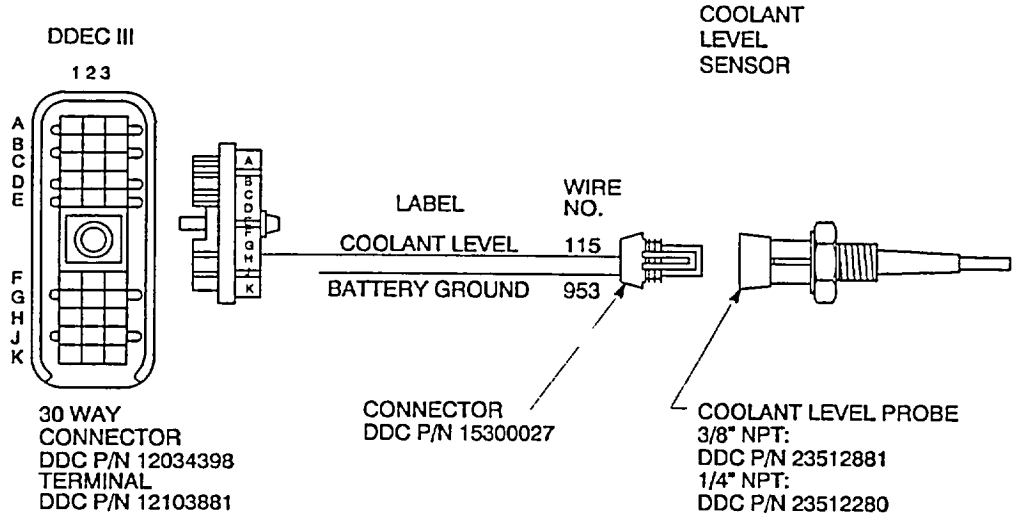 DDEC III
1 2 3
A
B
C
D
E
F
G
H
J
K
30 WAY
CONNECTOR
DDC P/N 12034398
TERMINAL
DDC P/N 12103881
A
B
C
D
E
F
G
H
J
K
LABEL
WIRE
NO.
COOLANT LEVEL 115
BATTERY GROUND 953
CONNECTOR
DDC P/N 15300027
COOLANT
LEVEL
SENSOR
COOLANT LEVEL PROBE
3/8" NPT:
DDC P/N 23512881
1/4" NPT:
DDC P/N 23512280